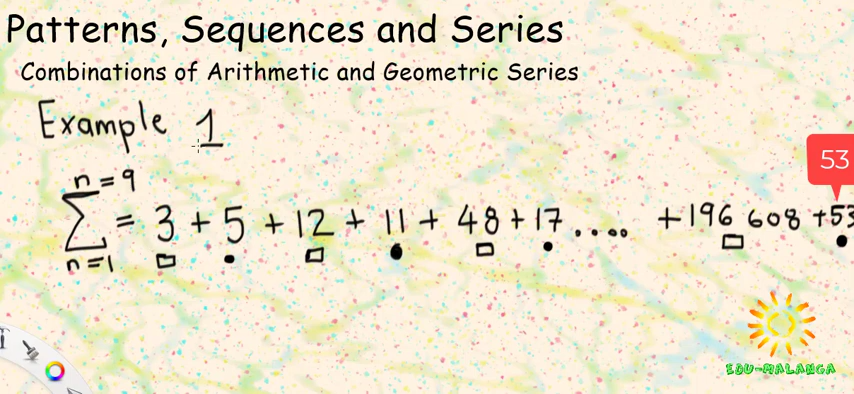 Patterns, Sequences and Series
Combinations of Arithmetic and Geometric Series
Example 1
53
n=9
∑ = 3 + 5 + 12 + 11 + 48 + 17 .... +196 608 +53
n=1
EDU-MALANGA